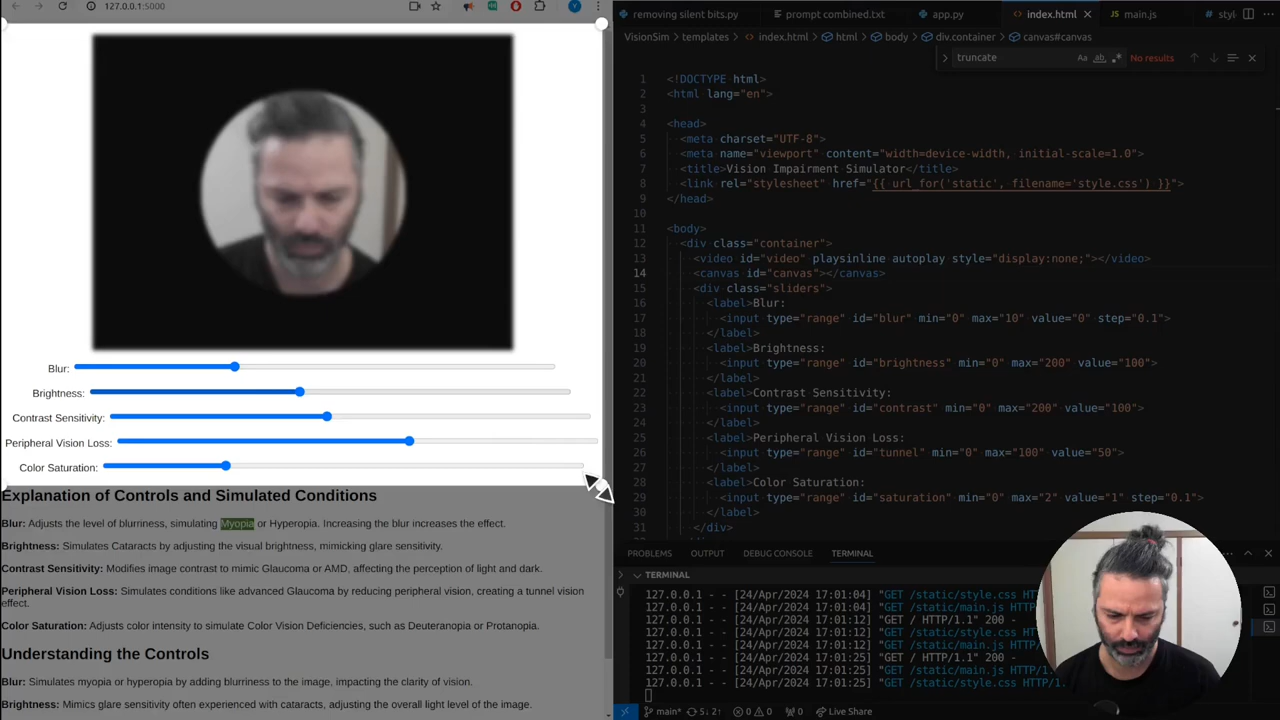 127.0.0.1:5000
Blur:
Brightness:
Contrast Sensitivity:
Peripheral Vision Loss:
Color Saturation:
Explanation of Controls and Simulated Conditions
Blur: Adjusts the level of blurriness, simulating Myopia or Hyperopia. Increasing the blur increases the effect.
Brightness: Simulates Cataracts by adjusting the visual brightness, mimicking glare sensitivity.
Contrast Sensitivity: Modifies image contrast to mimic Glaucoma or AMD, affecting the perception of light and dark.
Peripheral Vision Loss: Simulates conditions like advanced Glaucoma by reducing peripheral vision, creating a tunnel vision
effect.
Color Saturation: Adjusts color intensity to simulate Color Vision Deficiencies, such as Deuteranopia or Protanopia.
Understanding the Controls
Blur: Simulates myopia or hyperopia by adding blurriness to the image, impacting the clarity of vision.
Brightness: Mimics glare sensitivity often experienced with cataracts, adjusting the overall light level of the image.
removing silent bits.py prompt combined.txt app.py index.html main.js styl
VisionSim > templates > index.html > html > body > div.container > canvas#canvas
truncate Aa ab .* No results
1 <!DOCTYPE html>
2 <html lang="en">
3
4 <head>
5 <meta charset="UTF-8">
6 <meta name="viewport" content="width=device-width, initial-scale=1.0">
7 <title>Vision Impairment Simulator</title>
8 <link rel="stylesheet" href="{{ url_for('static', filename='style.css') }}">
9 </head>
10
11 <body>
12 <div class="container">
13 <video id="video" playsinline autoplay style="display:none;"></video>
14 <canvas id="canvas"></canvas>
15 <div class="sliders">
16 <label>Blur:
17 <input type="range" id="blur" min="0" max="10" value="0" step="0.1">
18 </label>
19 <label>Brightness:
20 <input type="range" id="brightness" min="0" max="200" value="100">
21 </label>
22 <label>Contrast Sensitivity:
23 <input type="range" id="contrast" min="0" max="200" value="100">
24 </label>
25 <label>Peripheral Vision Loss:
26 <input type="range" id="tunnel" min="0" max="100" value="50">
27 </label>
28 <label>Color Saturation:
29 <input type="range" id="saturation" min="0" max="2" value="1" step="0.1">
30 </label>
31 </div>
PROBLEMS OUTPUT DEBUG CONSOLE TERMINAL
TERMINAL
127.0.0.1 - - [24/Apr/2024 17:01:04] "GET /static/style.css HT
127.0.0.1 - - [24/Apr/2024 17:01:04] "GET /static/main.js HTTP
127.0.0.1 - - [24/Apr/2024 17:01:12] "GET / HTTP/1.1" 200 -
127.0.0.1 - - [24/Apr/2024 17:01:12] "GET /static/style.css HT
127.0.0.1 - - [24/Apr/2024 17:01:12] "GET /static/main.js HTTP
127.0.0.1 - - [24/Apr/2024 17:01:25] "GET / HTTP/1.1" 200 -
127.0.0.1 - - [24/Apr/2024 17:01:25] "GET /static/main.js HTTP
127.0.0.1 - - [24/Apr/2024 17:01:25] "GET /static/style.css HTTP/1.
main* 5↓ 2↑ 0 0 0 Live Share